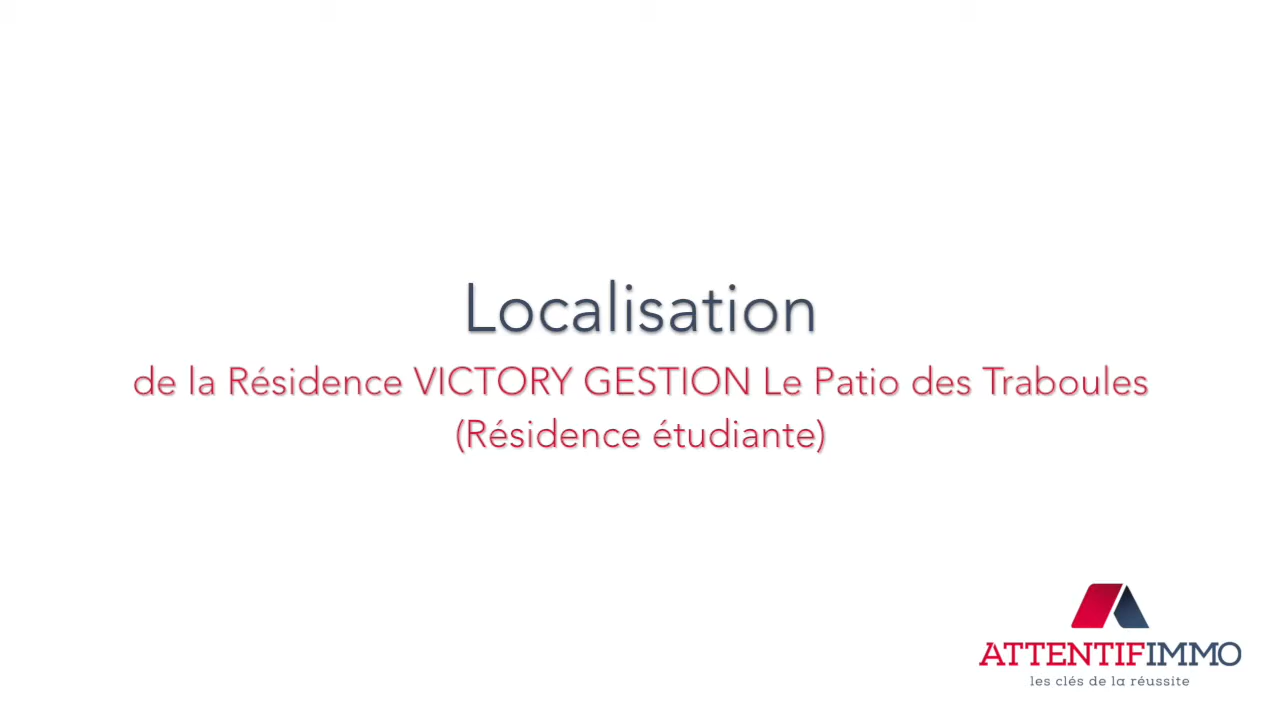 Localisation
de la Résidence VICTORY GESTION Le Patio des Traboules
(Résidence étudiante)
ATTENTIFIMMO
les clés de la réussite